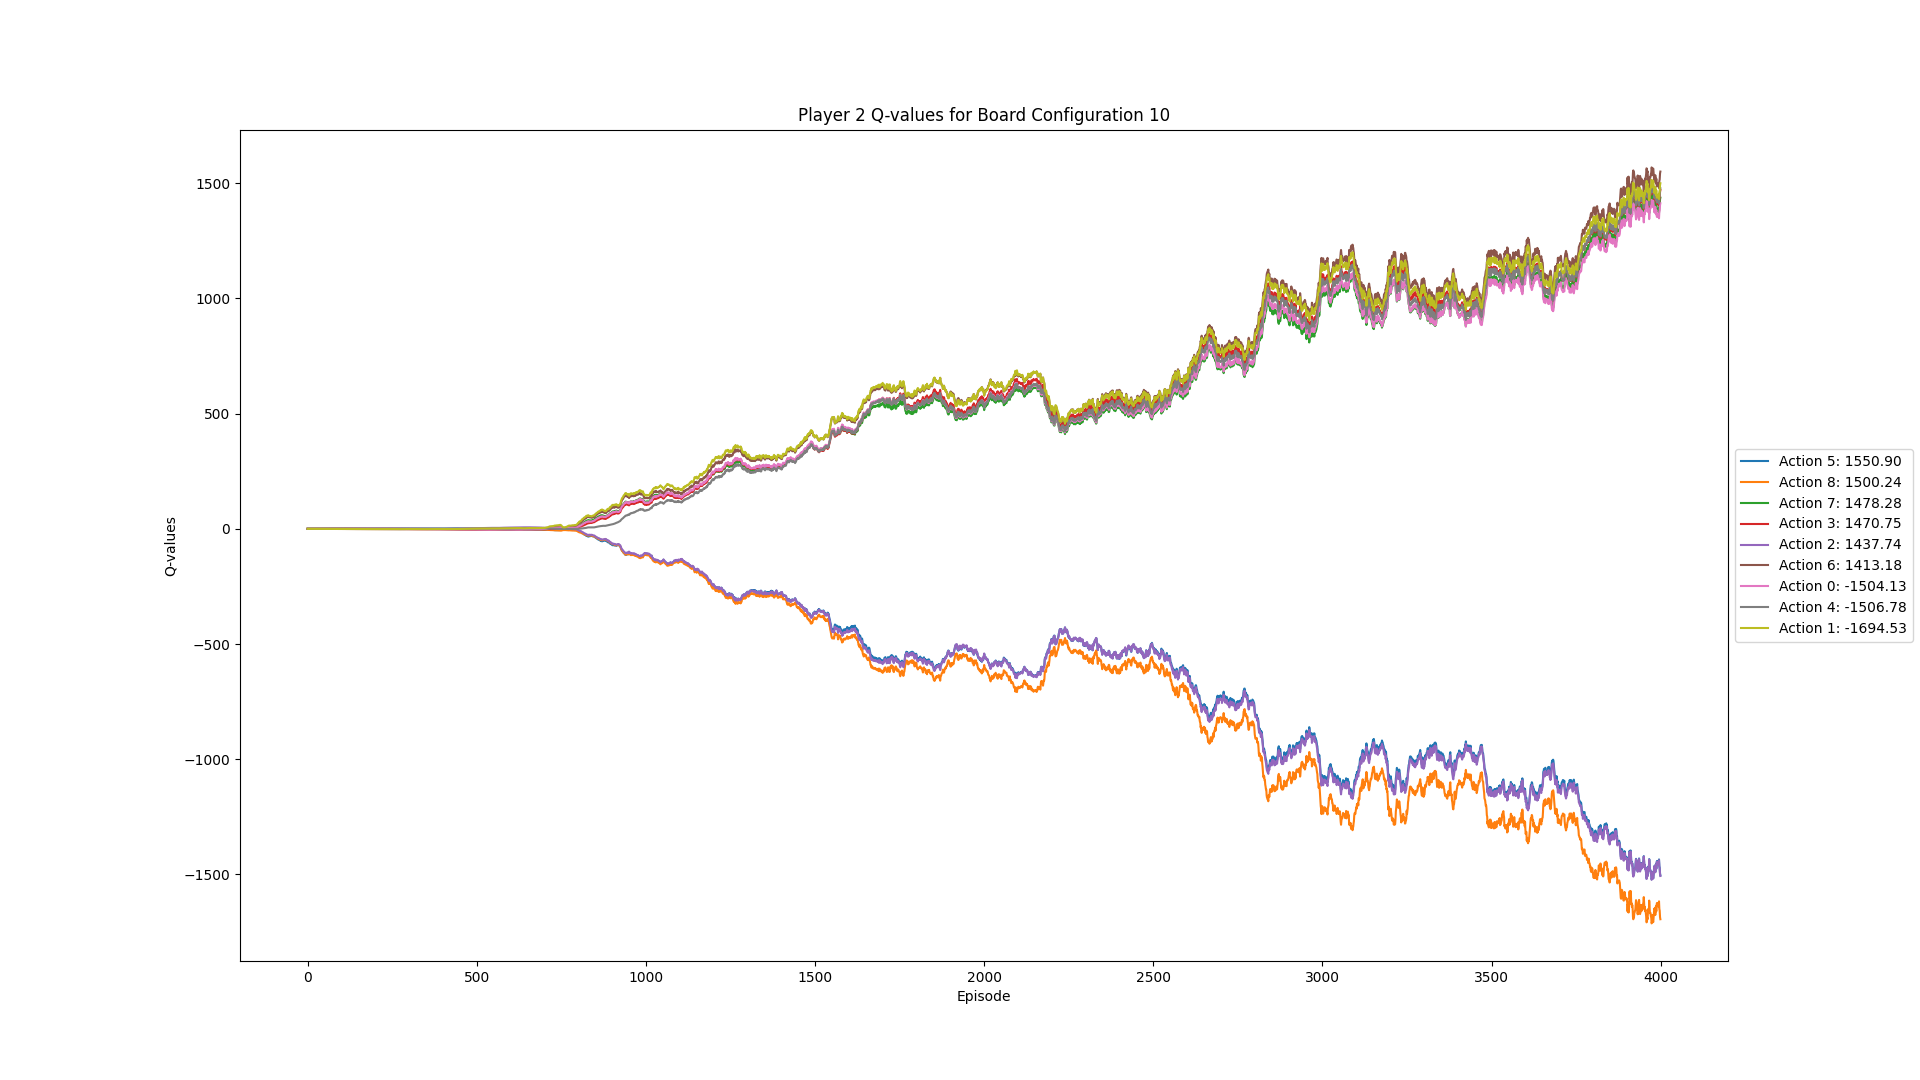 Player 2 Q-values for Board Configuration 10
1500
1000
500
0
−500
−1000
−1500
Q-values
0 500 1000 1500 2000 2500 3000 3500 4000
Episode
Action 5: 1550.90
Action 8: 1500.24
Action 7: 1478.28
Action 3: 1470.75
Action 2: 1437.74
Action 6: 1413.18
Action 0: -1504.13
Action 4: -1506.78
Action 1: -1694.53